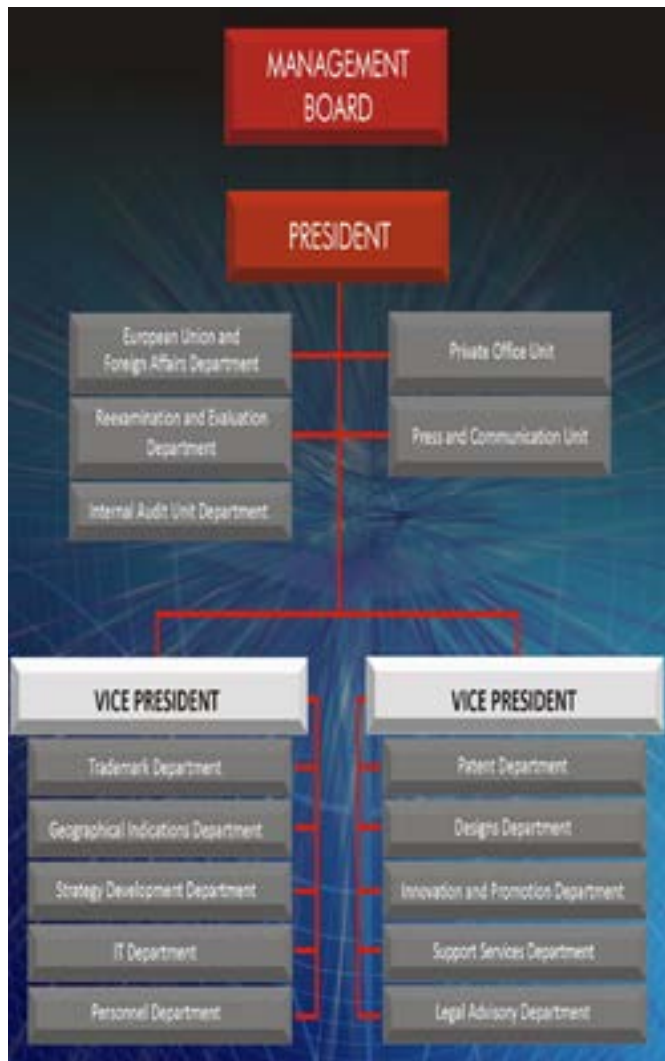 MANAGEMENT
BOARD
PRESIDENT
European Union and
Foreign Affairs Department
Private Office Unit
Reexamination and Evaluation
Department
Press and Communication Unit
Internal Audit Unit Department
VICE PRESIDENT
Trademark Department
Geographical Indications Department
Strategy Development Department
IT Department
Personnel Department
VICE PRESIDENT
Patent Department
Designs Department
Innovation and Promotion Department
Support Services Department
Legal Advisory Department